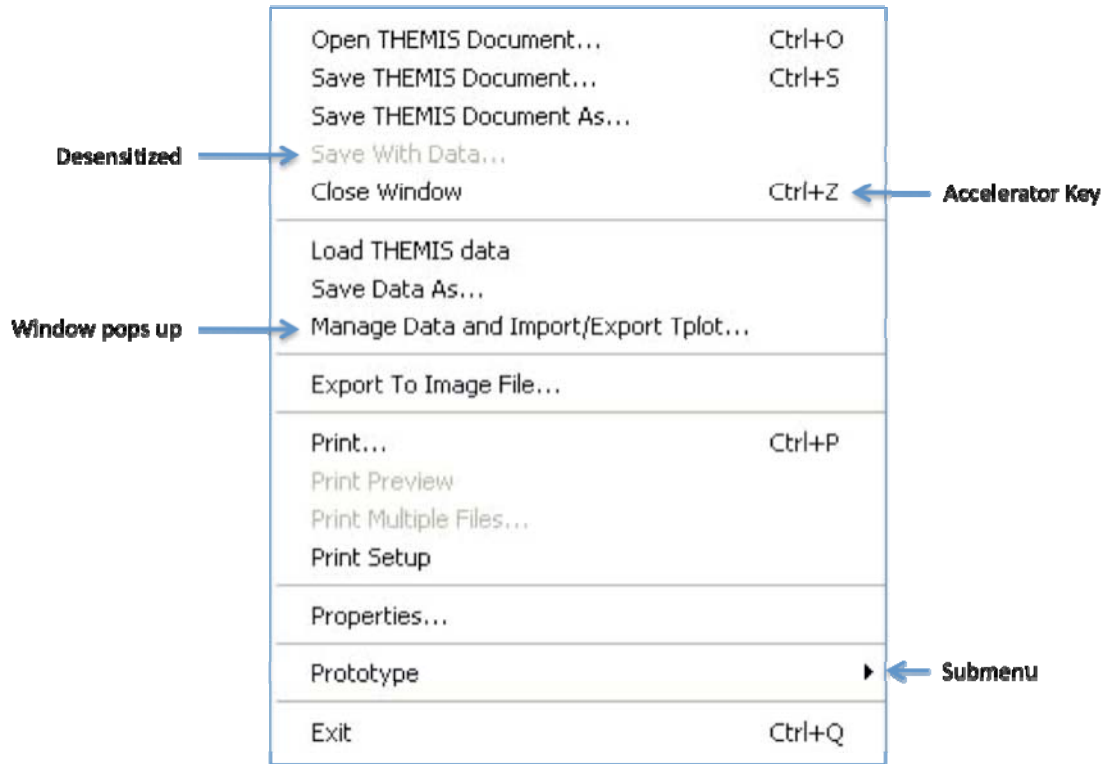 Open THEMIS Document... Ctrl+O
Save THEMIS Document... Ctrl+S
Save THEMIS Document As...
Desensitized Save With Data...
Close Window Ctrl+Z Accelerator Key
Load THEMIS data
Save Data As...
Window pops up Manage Data and Import/Export Tplot...
Export To Image File...
Print... Ctrl+P
Print Preview
Print Multiple Files...
Print Setup
Properties...
Prototype Submenu
Exit Ctrl+Q